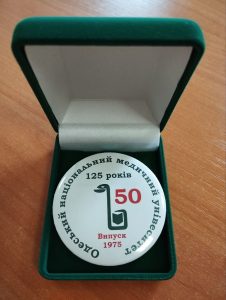 Одеський національний медичний університет
125 років
50
Випуск
1975